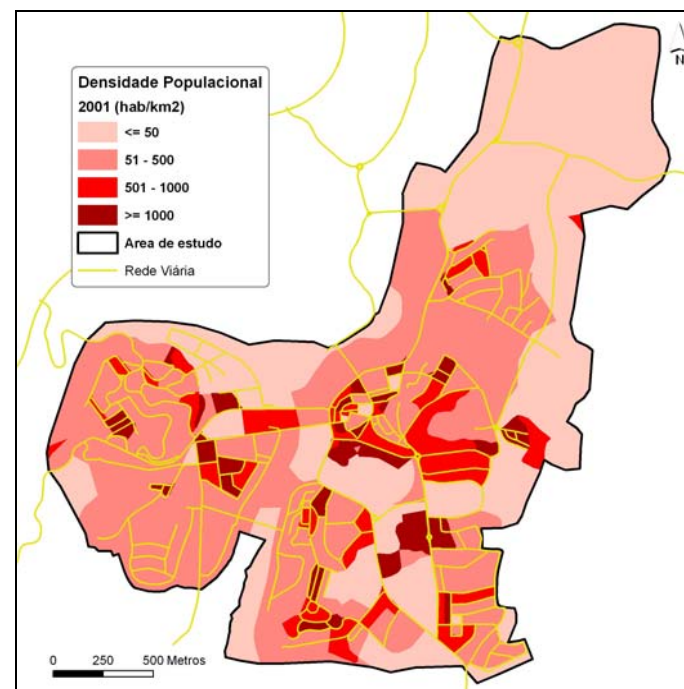 N
Densidade Populacional
2001 (hab/km2)
<= 50
51 - 500
501 - 1000
>= 1000
Area de estudo
Rede Viária
0 250 500 Metros